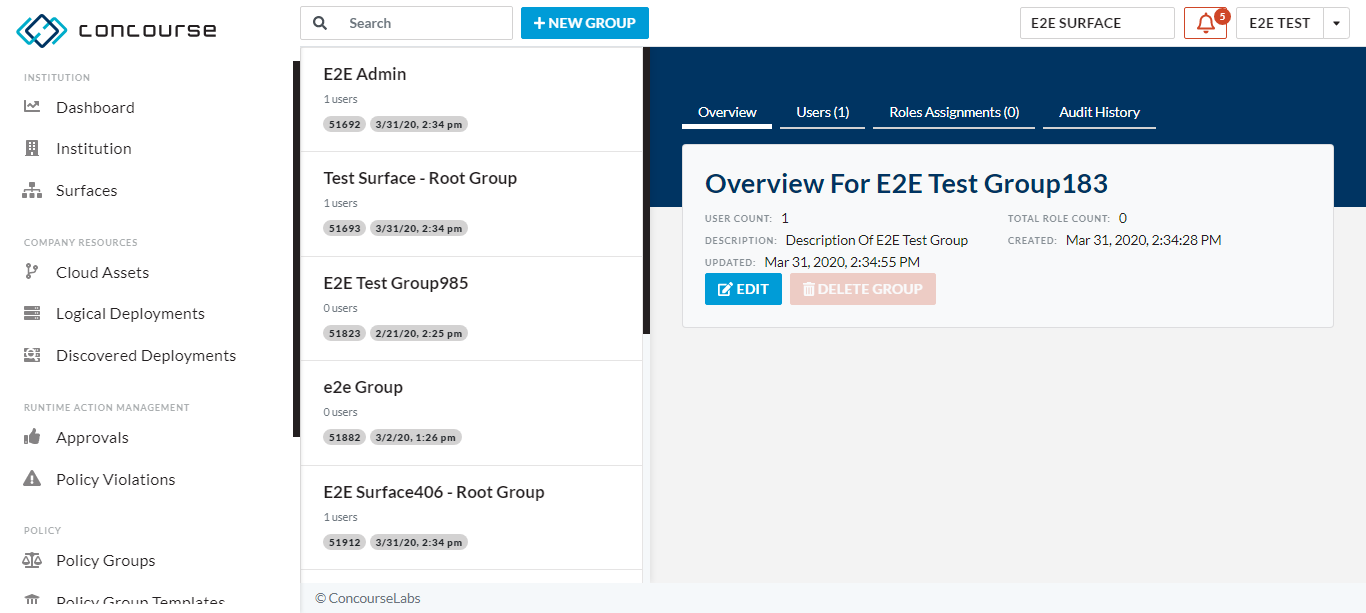 concourse
Search
+ NEW GROUP
E2E SURFACE
5
E2E TEST
INSTITUTION
Dashboard
Institution
Surfaces
COMPANY RESOURCES
Cloud Assets
Logical Deployments
Discovered Deployments
RUNTIME ACTION MANAGEMENT
Approvals
Policy Violations
POLICY
Policy Groups
Policy Group Templates
E2E Admin
1 users
51692 3/31/20, 2:34 pm
Test Surface - Root Group
1 users
51693 3/31/20, 2:34 pm
E2E Test Group985
0 users
51823 2/21/20, 2:25 pm
e2e Group
0 users
51882 3/2/20, 1:26 pm
E2E Surface406 - Root Group
1 users
51912 3/31/20, 2:34 pm
Overview
Users (1)
Roles Assignments (0)
Audit History
Overview For E2E Test Group183
USER COUNT: 1
TOTAL ROLE COUNT: 0
DESCRIPTION: Description Of E2E Test Group
CREATED: Mar 31, 2020, 2:34:28 PM
UPDATED: Mar 31, 2020, 2:34:55 PM
EDIT
DELETE GROUP
© ConcourseLabs